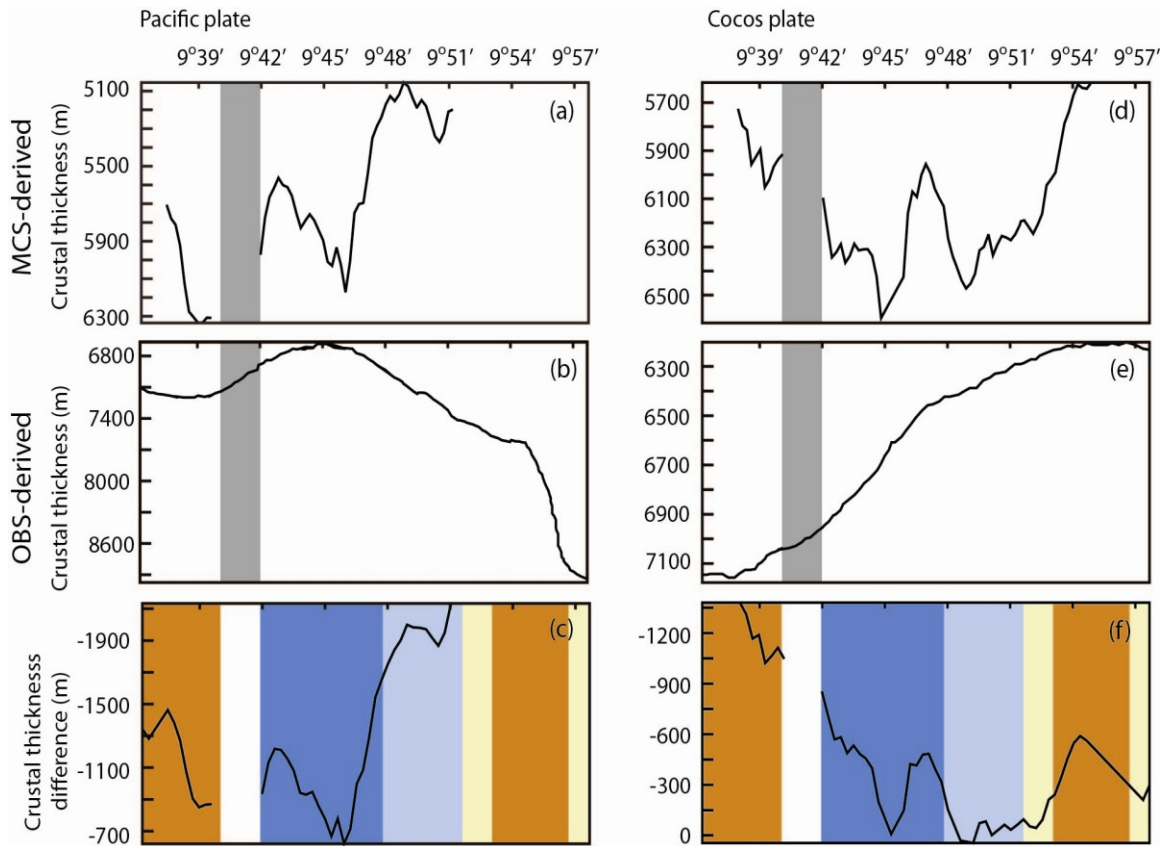 Pacific plate
Cocos plate
9°39′ 9°42′ 9°45′ 9°48′ 9°51′ 9°54′ 9°57′
9°39′ 9°42′ 9°45′ 9°48′ 9°51′ 9°54′ 9°57′
MCS-derived
Crustal thickness (m)
5100
5500
5900
6300
(a)
5700
5900
6100
6300
6500
(d)
OBS-derived
Crustal thickness (m)
6800
7400
8000
8600
(b)
6300
6500
6700
6900
7100
(e)
Crustal thicknesss
difference (m)
-1900
-1500
-1100
-700
(c)
-1200
-900
-600
-300
0
(f)